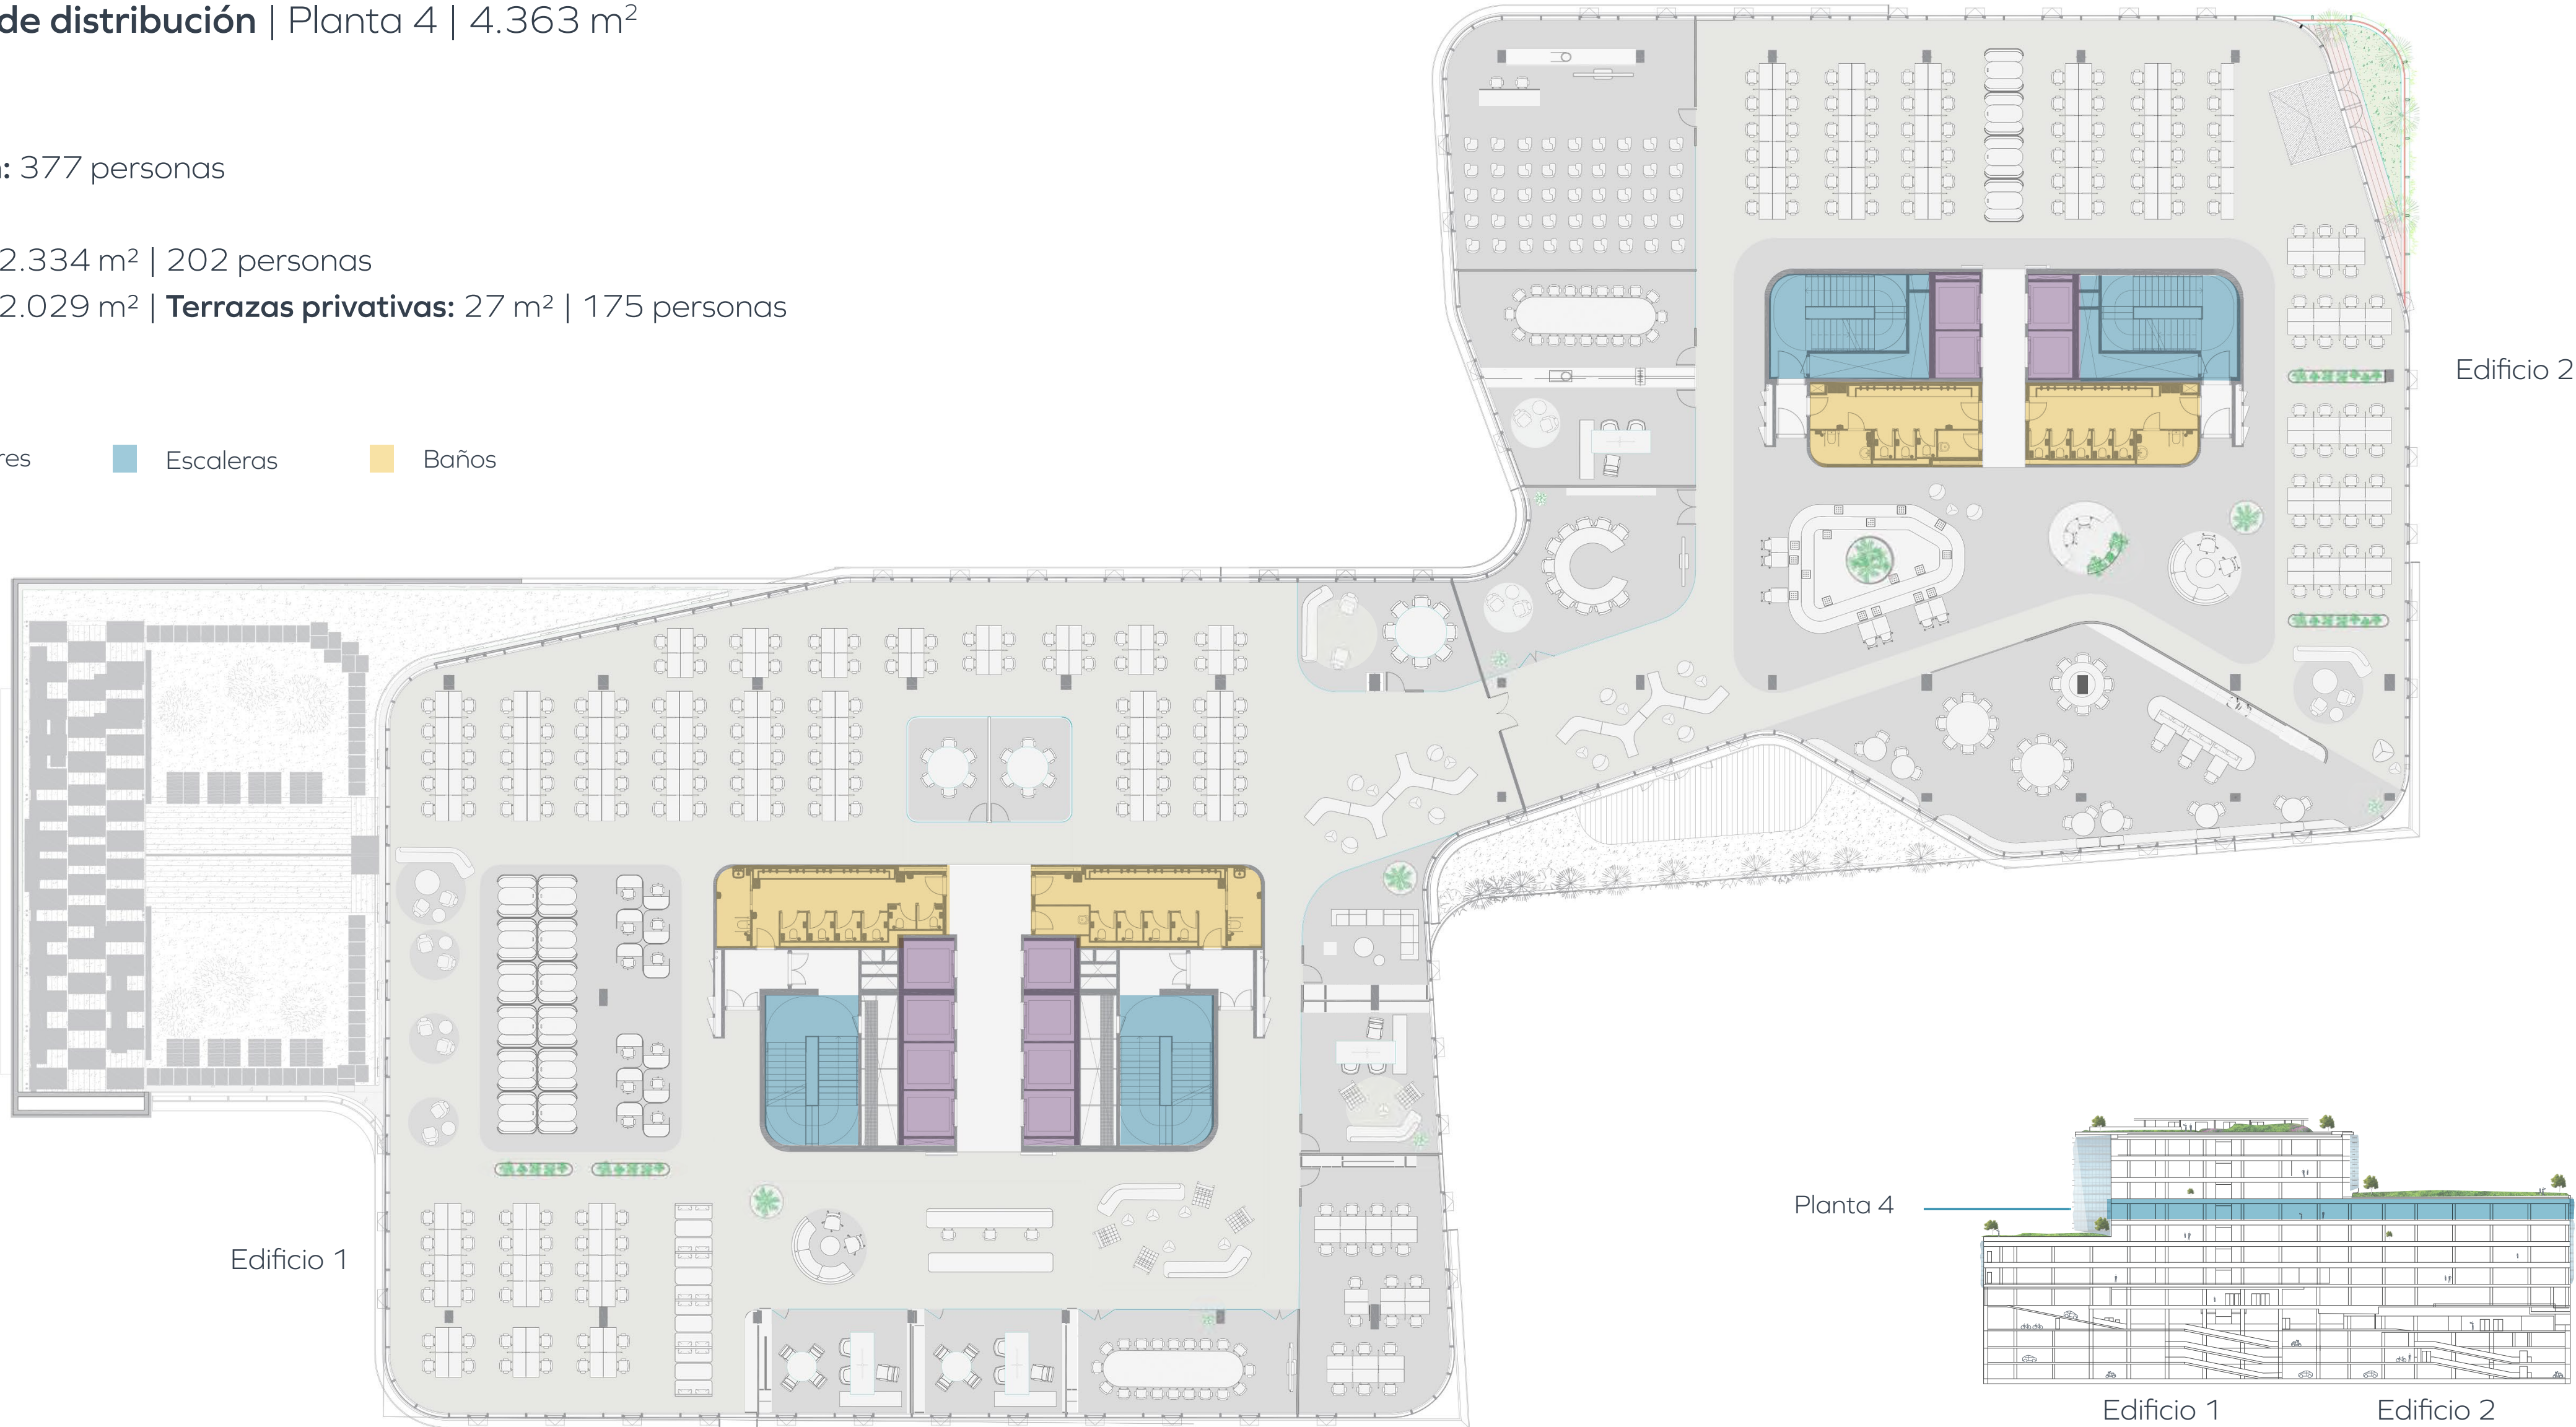 de distribución | Planta 4 | 4.363 m²
: 377 personas
2.334 m² | 202 personas
2.029 m² | Terrazas privativas: 27 m² | 175 personas
res
Escaleras
Baños
Edificio 2
Edificio 1
Planta 4
Edificio 1
Edificio 2